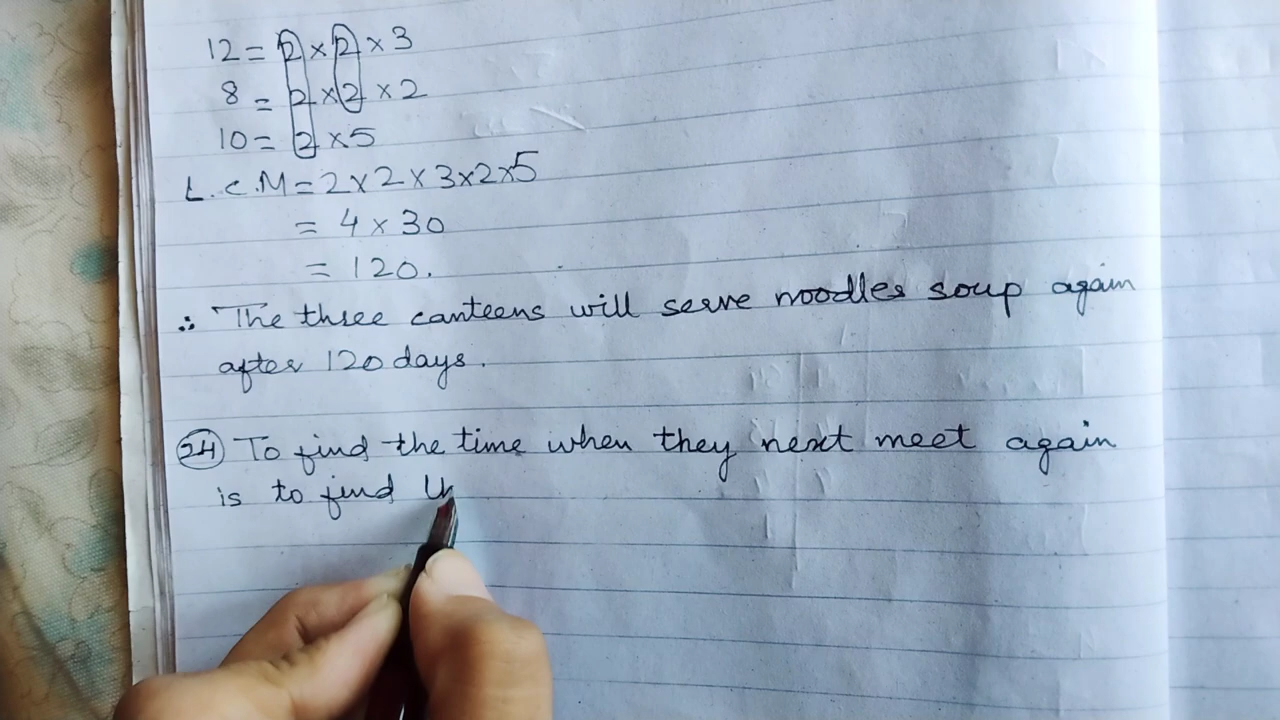 12 = 2 × 2 × 3
8 = 2 × 2 × 2
10 = 2 × 5
L.C.M = 2 × 2 × 3 × 2 × 5
= 4 × 30
= 120.
∴ The three canteens will serve noodles soup again
after 120 days.
24 To find the time when they next meet again
is to find